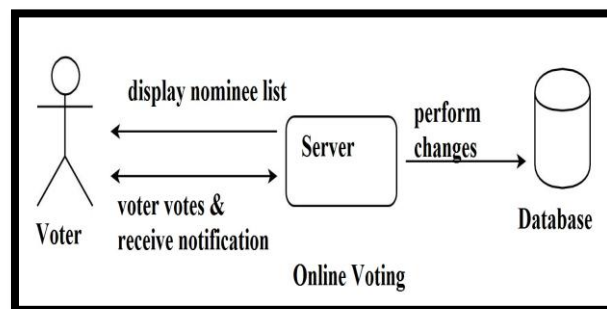 display nominee list
Server
perform
changes
voter votes &
receive notification
Voter
Database
Online Voting